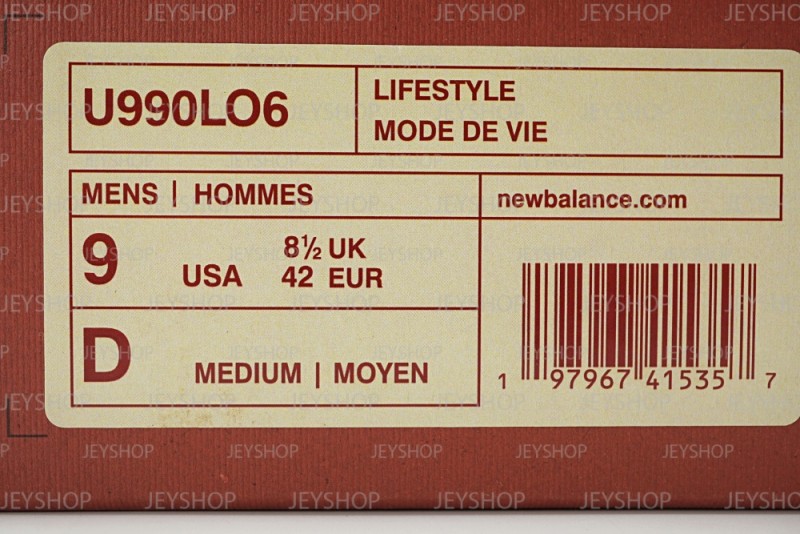 U990LO6
LIFESTYLE
MODE DE VIE
MENS | HOMMES
newbalance.com
9
USA
8½ UK
42 EUR
D
MEDIUM | MOYEN
1 97967 41535 7
JEYSHOP